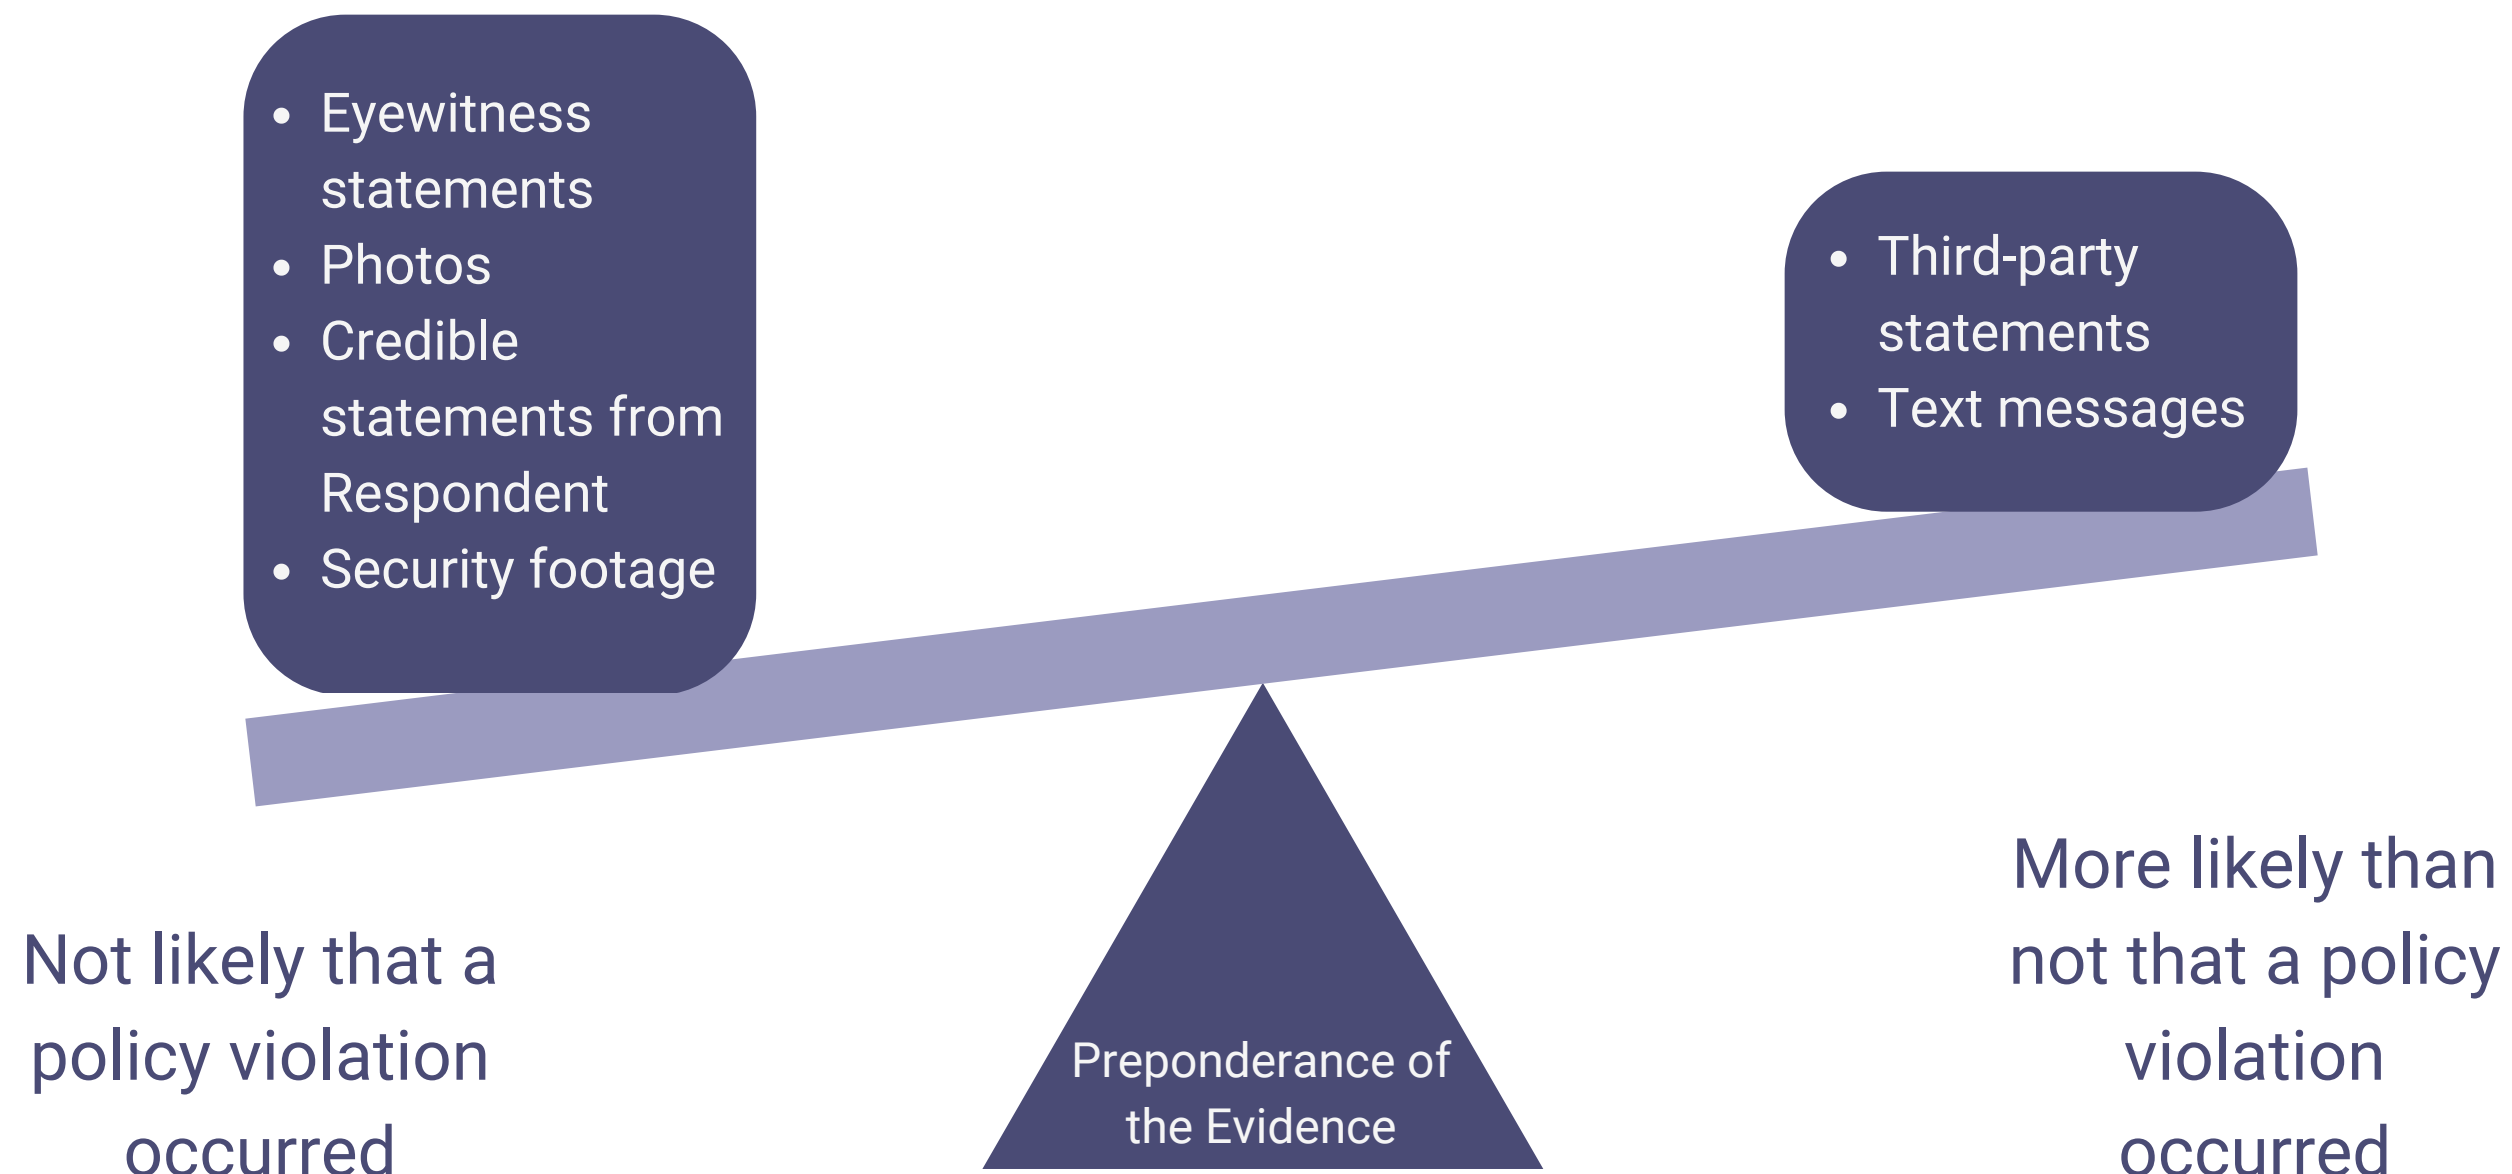 Eyewitness
statements
Photos
Credible
statements from
Respondent
Security footage
Third-party
statements
Text messages
Not likely that a
policy violation
occurred
Preponderance of
the Evidence
More likely than
not that a policy
violation
occurred